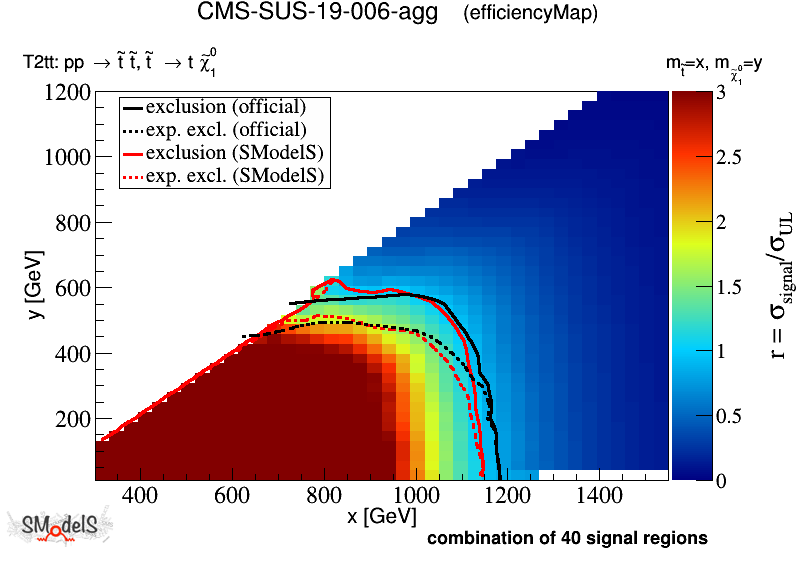 CMS-SUS-19-006-agg (efficiencyMap)
T2tt: pp → t̃ t̃, t̃ → t χ̃⁰₁
m_t̃=x, m_χ̃⁰₁=y
exclusion (official)
exp. excl. (official)
exclusion (SModelS)
exp. excl. (SModelS)
1200
1000
800
600
400
200
y [GeV]
400 600 800 1000 1200 1400
x [GeV]
3
2.5
2
1.5
1
0.5
0
r = σ_signal/σ_UL
SModelS
combination of 40 signal regions